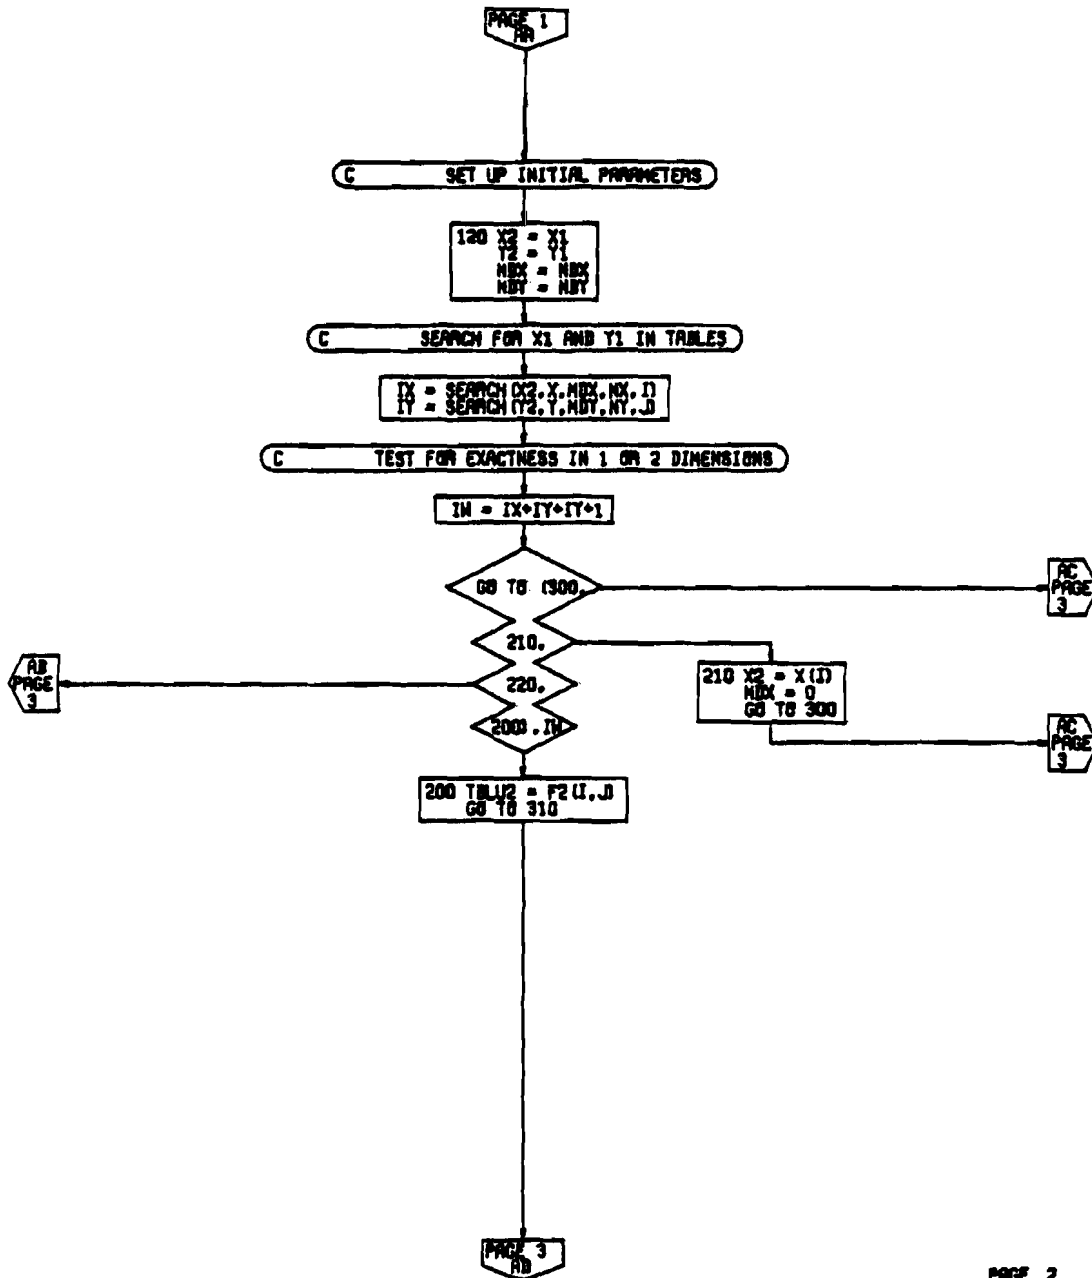 PAGE 1
AA
C SET UP INITIAL PARAMETERS
120 X2 = X1
Y2 = Y1
MDX = NDX
MDY = NDY
C SEARCH FOR X1 AND Y1 IN TABLES
IX = SEARCH(X2,X,MDX,NX,I)
IY = SEARCH(Y2,Y,MDY,NY,J)
C TEST FOR EXACTNESS IN 1 OR 2 DIMENSIONS
IW = IX+IY+IY+1
GO TO (300,
AC
PAGE
3
210,
AB
PAGE
3
220,
210 X2 = X(I)
MDX = 0
GO TO 300
200),IW
AC
PAGE
3
200 TBLU2 = F2(I,J)
GO TO 310
PAGE 3
PAGE 2